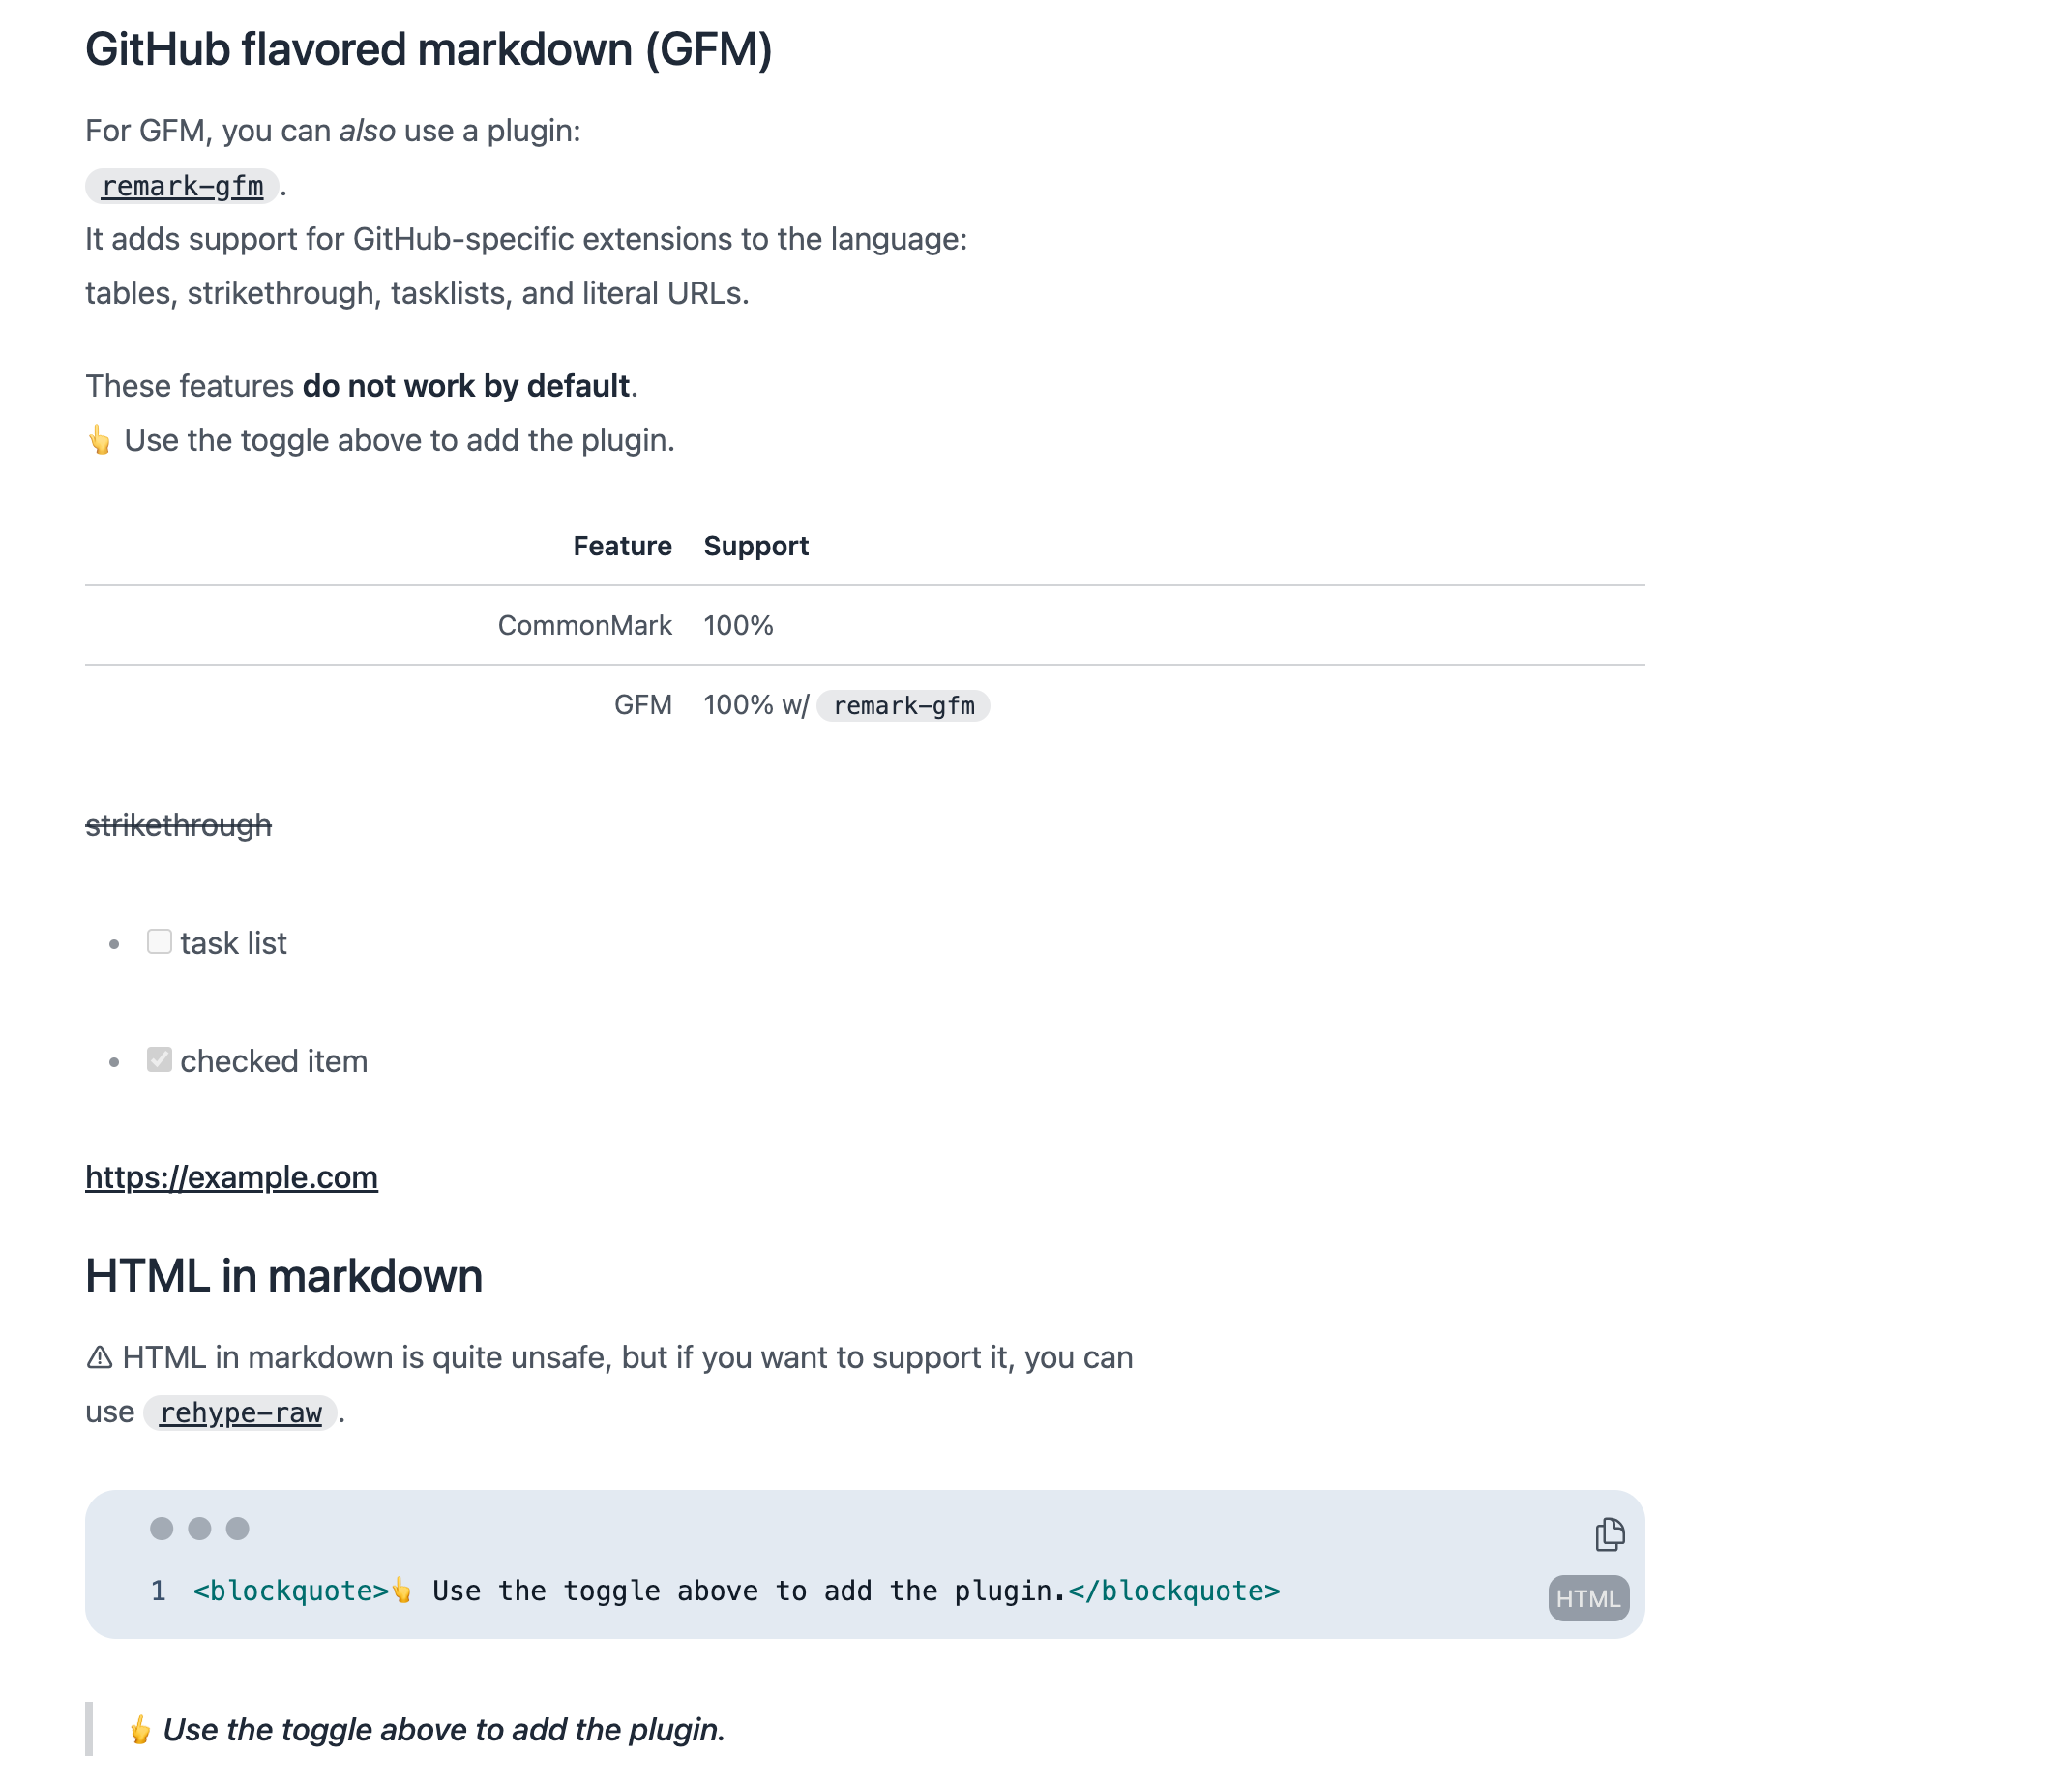 GitHub flavored markdown (GFM)
For GFM, you can also use a plugin:
remark-gfm.
It adds support for GitHub-specific extensions to the language:
tables, strikethrough, tasklists, and literal URLs.
These features do not work by default.
👆 Use the toggle above to add the plugin.
Feature Support
CommonMark 100%
GFM 100% w/ remark-gfm
strikethrough
task list
checked item
https://example.com
HTML in markdown
⚠️ HTML in markdown is quite unsafe, but if you want to support it, you can
use rehype-raw.
1 <blockquote>👆 Use the toggle above to add the plugin.</blockquote>
HTML
👆 Use the toggle above to add the plugin.